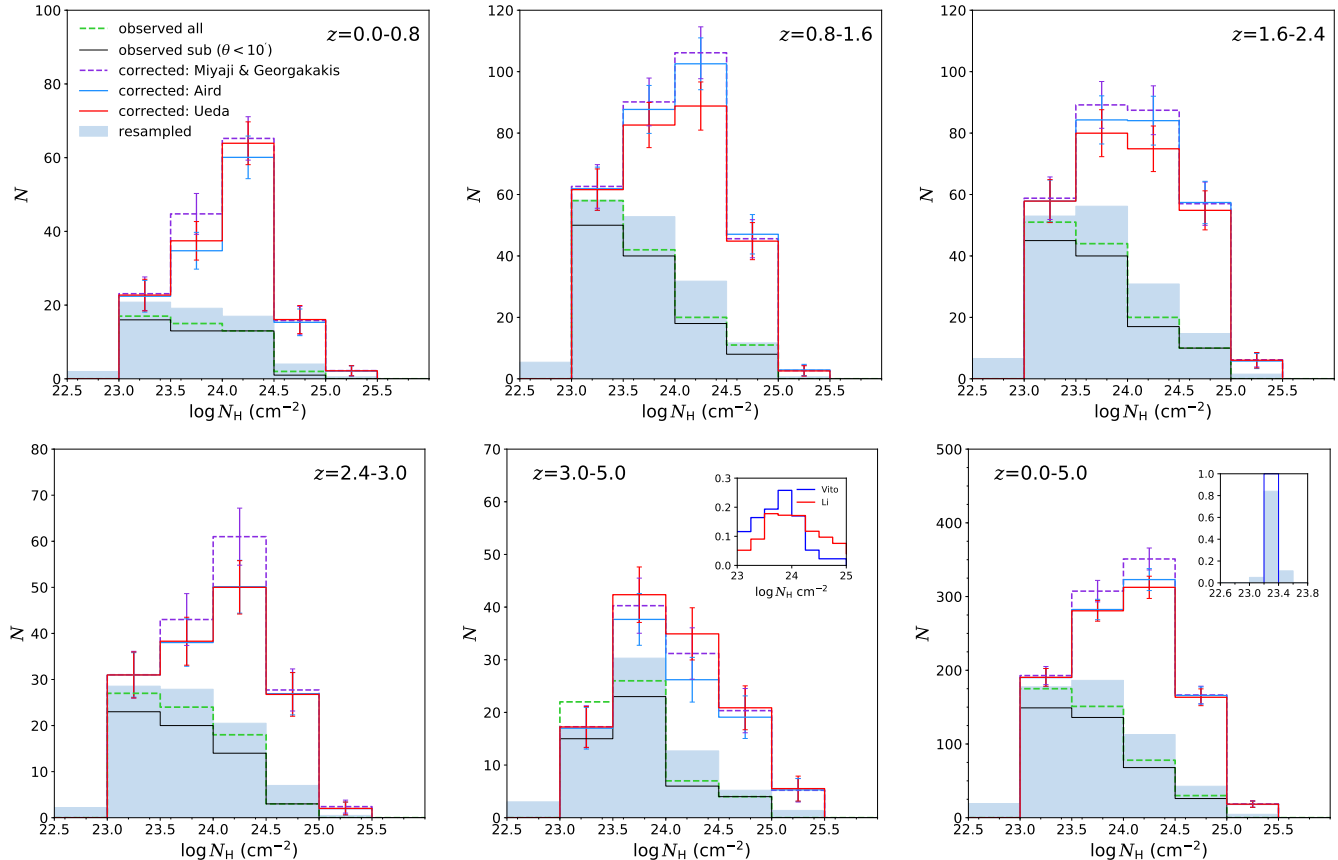 100
80
60
40
20
0
N
observed all
observed sub (θ < 10′)
corrected: Miyaji & Georgakakis
corrected: Aird
corrected: Ueda
resampled
z=0.0-0.8
22.5 23.0 23.5 24.0 24.5 25.0 25.5
log N_H (cm⁻²)
120
100
80
60
40
20
0
N
z=0.8-1.6
22.5 23.0 23.5 24.0 24.5 25.0 25.5
log N_H (cm⁻²)
100
80
60
40
20
0
N
z=1.6-2.4
22.5 23.0 23.5 24.0 24.5 25.0 25.5
log N_H (cm⁻²)
80
70
60
50
40
30
20
10
0
N
z=2.4-3.0
22.5 23.0 23.5 24.0 24.5 25.0 25.5
log N_H (cm⁻²)
70
60
50
40
30
20
10
0
N
z=3.0-5.0
0.3
0.2
0.1
0.0
Vito
Li
23 24 25
log N_H cm⁻²
22.5 23.0 23.5 24.0 24.5 25.0 25.5
log N_H (cm⁻²)
500
450
400
350
300
250
200
150
100
50
0
N
z=0.0-5.0
1.0
0.8
0.6
0.4
0.2
0.0
22.6 23.2 23.8
22.5 23.0 23.5 24.0 24.5 25.0 25.5
log N_H (cm⁻²)